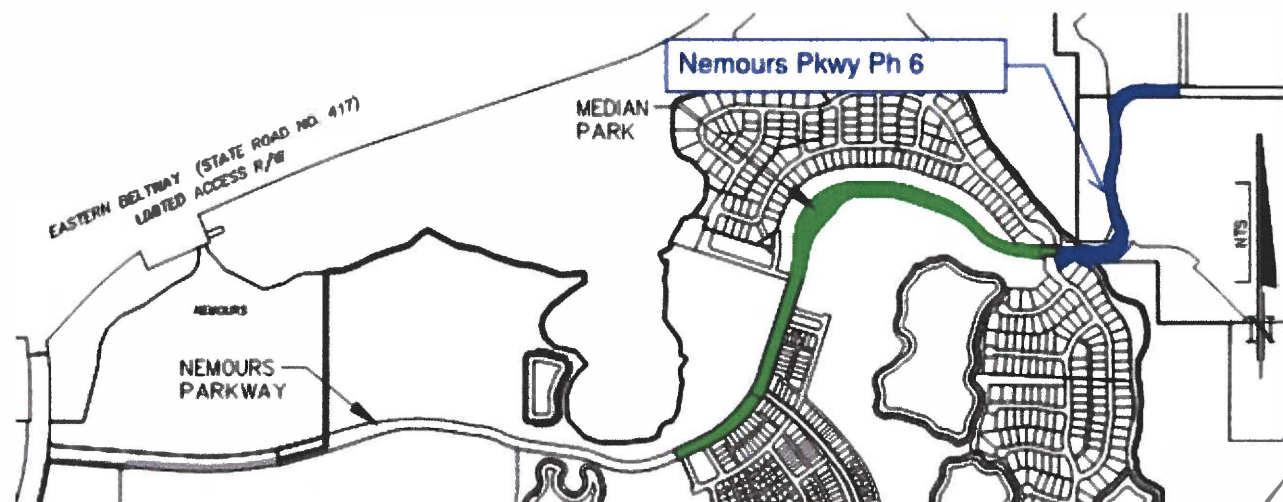 Nemours Pkwy Ph 6
MEDIAN
PARK
EASTERN BELTWAY (STATE ROAD NO. 417)
LIMITED ACCESS R/W
NEMOURS
NEMOURS
PARKWAY
NTS
N